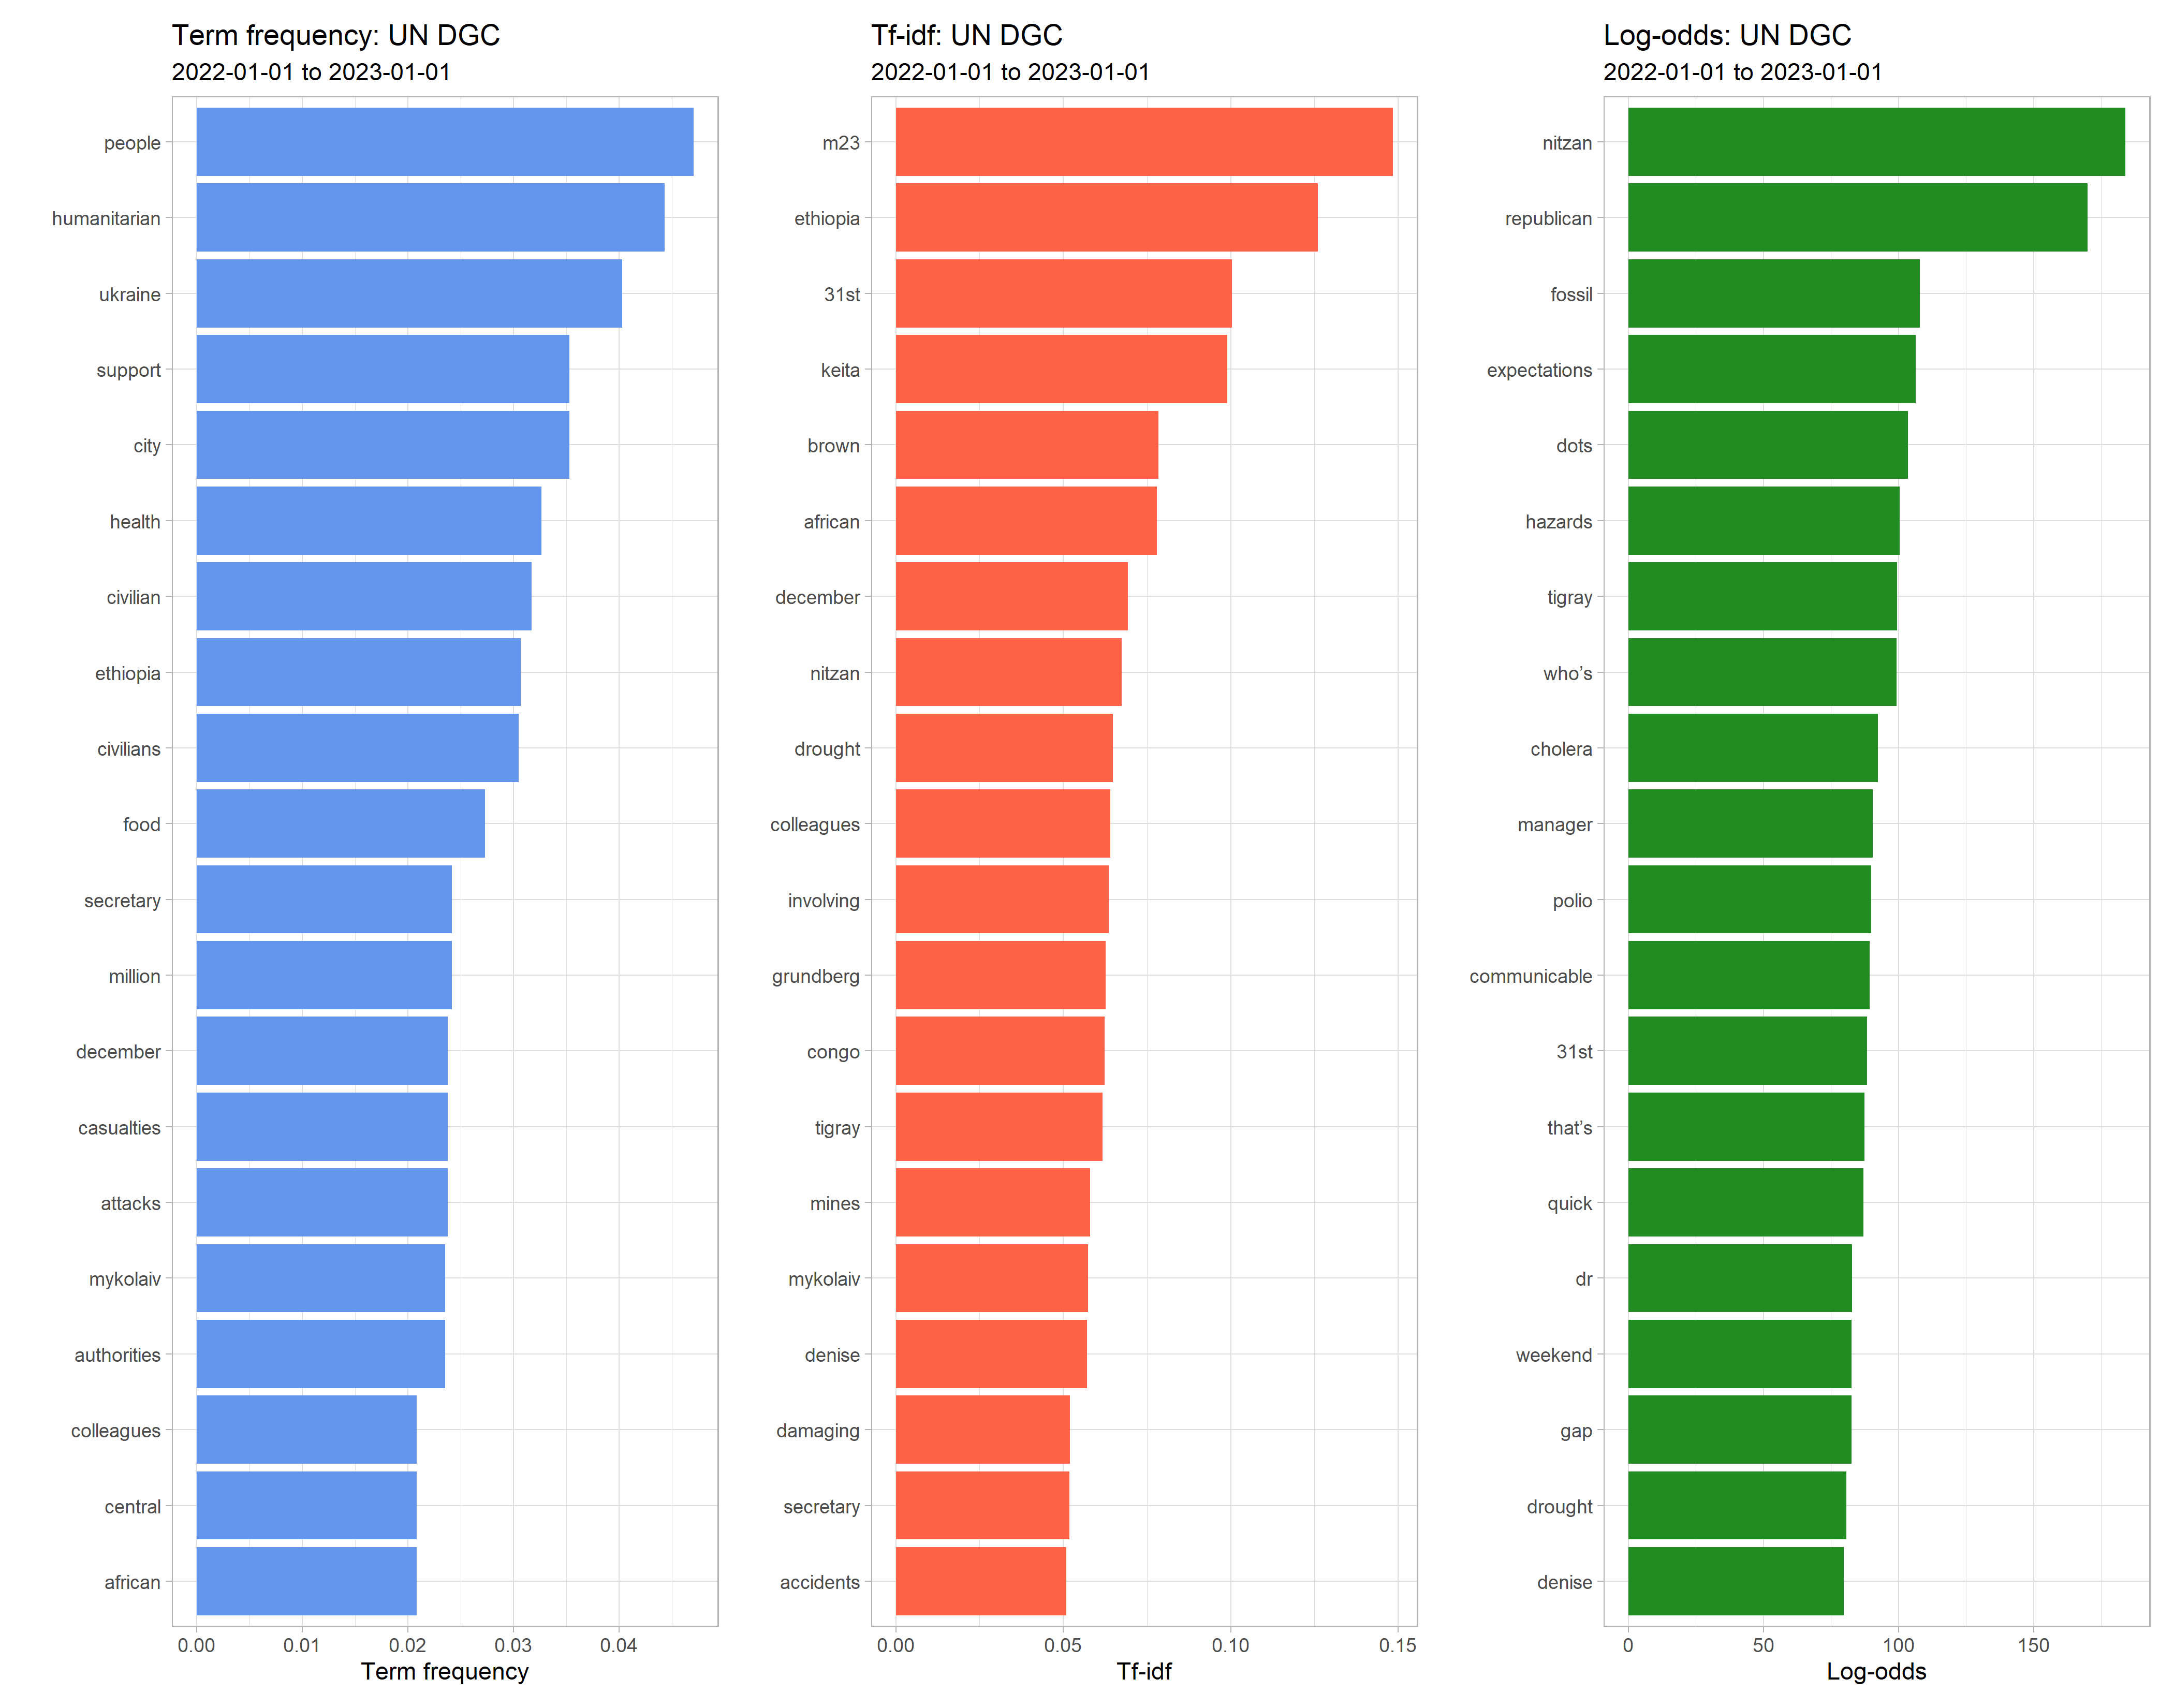 Term frequency: UN DGC
2022-01-01 to 2023-01-01
people
humanitarian
ukraine
support
city
health
civilian
ethiopia
civilians
food
secretary
million
december
casualties
attacks
mykolaiv
authorities
colleagues
central
african
0.00 0.01 0.02 0.03 0.04
Term frequency
Tf-idf: UN DGC
2022-01-01 to 2023-01-01
m23
ethiopia
31st
keita
brown
african
december
nitzan
drought
colleagues
involving
grundberg
congo
tigray
mines
mykolaiv
denise
damaging
secretary
accidents
0.00 0.05 0.10 0.15
Tf-idf
Log-odds: UN DGC
2022-01-01 to 2023-01-01
nitzan
republican
fossil
expectations
dots
hazards
tigray
who’s
cholera
manager
polio
communicable
31st
that’s
quick
dr
weekend
gap
drought
denise
0 50 100 150
Log-odds